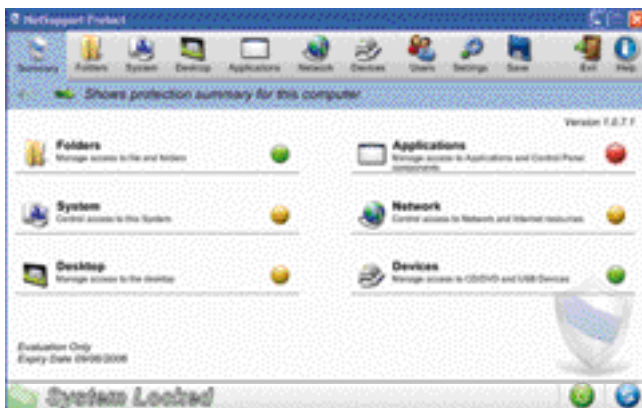 NetSupport Protect
Summary Folders System Desktop Applications Network Devices Users Settings Save Exit Help
Shows protection summary for this computer
Version 1.0.7.1
Folders
Manage access to file and folders
Applications
Manage access to Applications and Control Panel
components
System
Control access to this System
Network
Control access to Network and Internet resources
Desktop
Manage access to the desktop
Devices
Manage access to CD/DVD and USB Devices
Evaluation Only
Expiry Date
System Locked